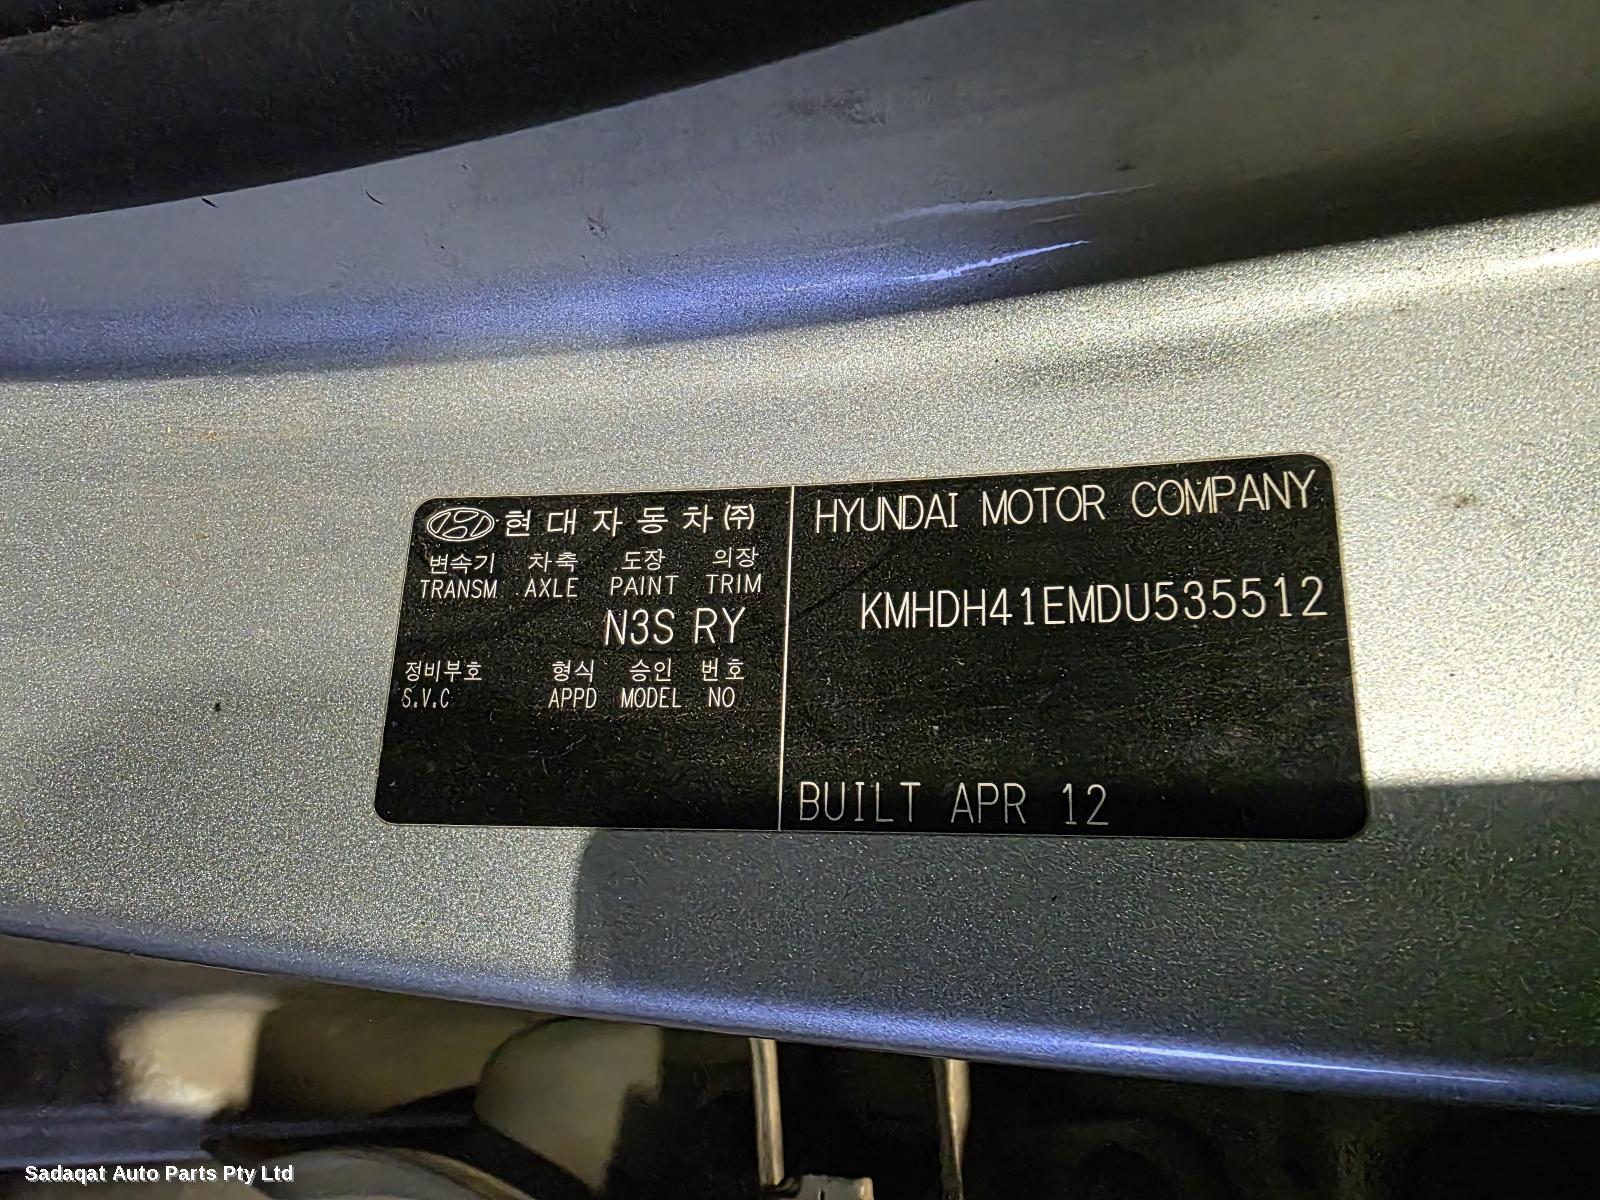 현대자동차㈜
변속기 차축 도장 의장
TRANSM AXLE PAINT TRIM
N3S RY
정비부호 형식 승인 번호
S.V.C APPD MODEL NO
HYUNDAI MOTOR COMPANY
KMHDH41EMDU535512
BUILT APR 12
Sadaqat Auto Parts Pty Ltd